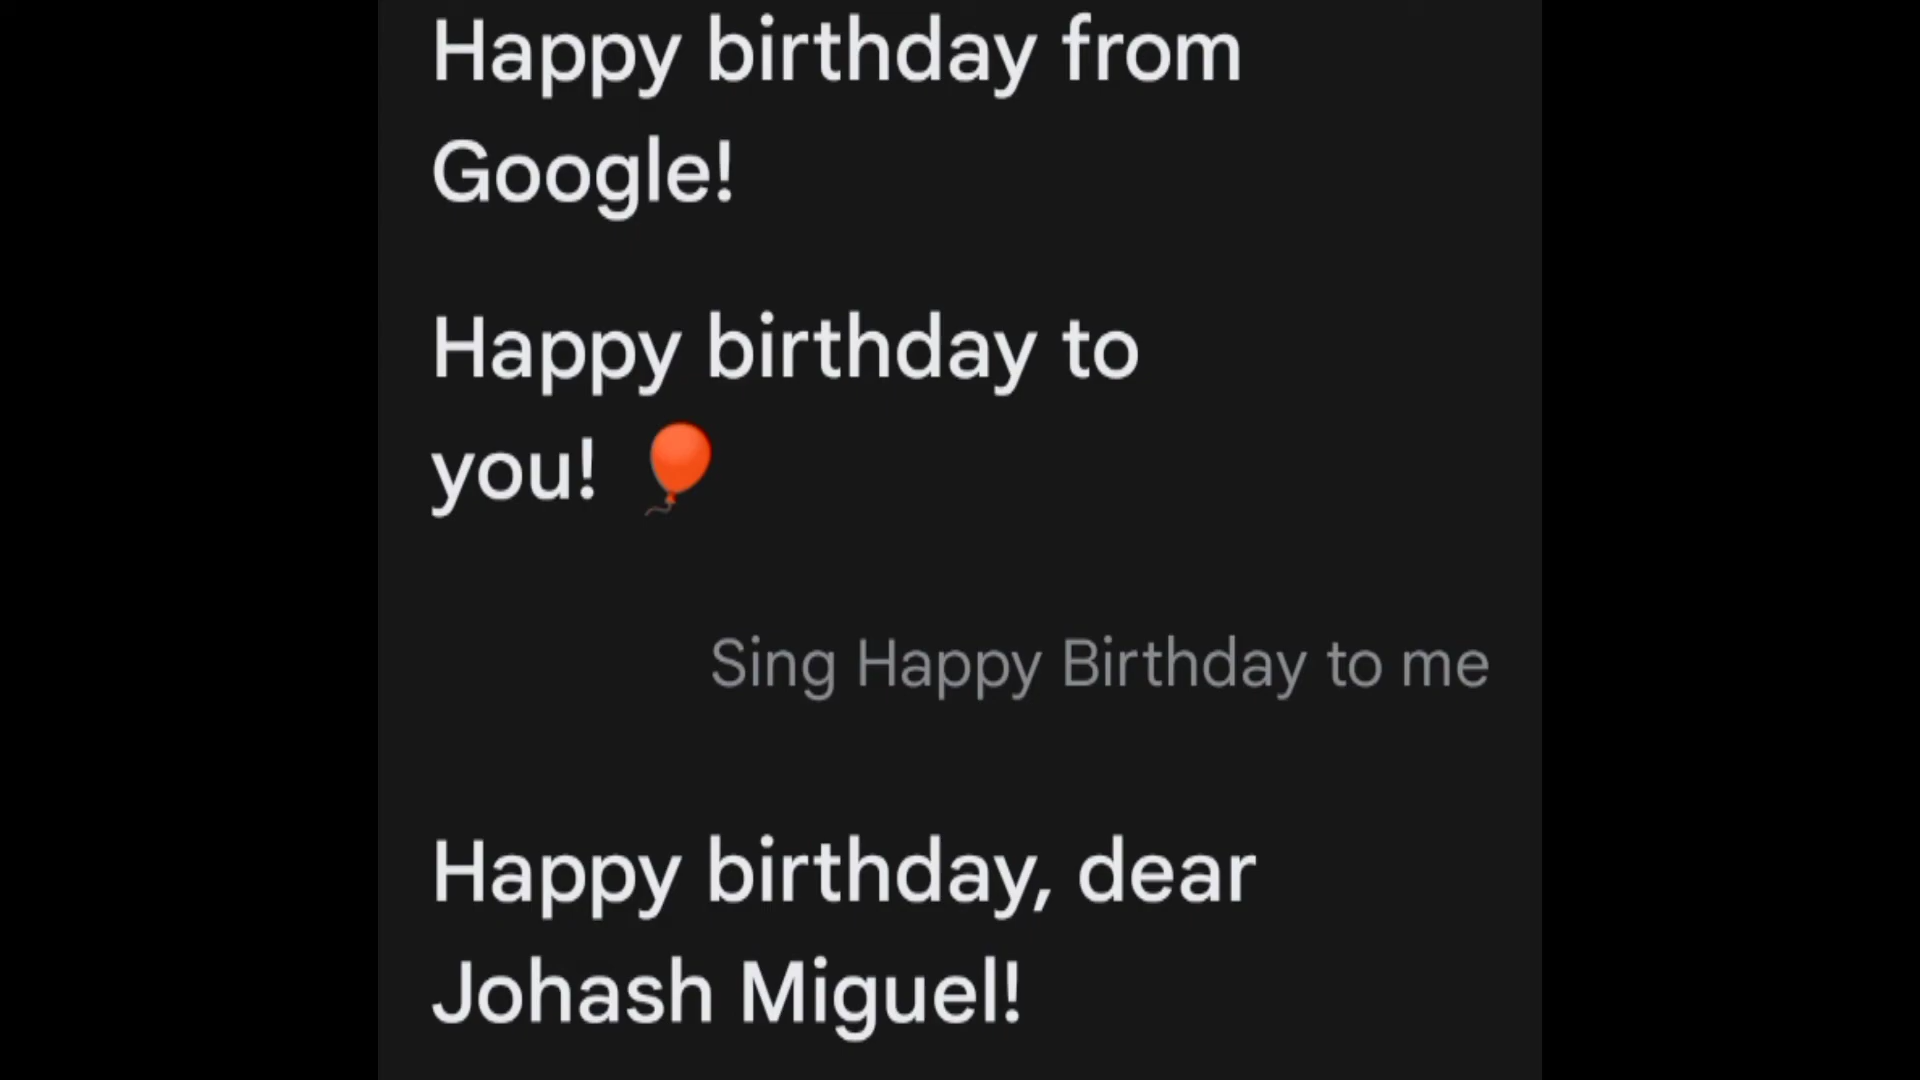 Happy birthday from
Google!
Happy birthday to
you! 🎈
Sing Happy Birthday to me
Happy birthday, dear
Johash Miguel!